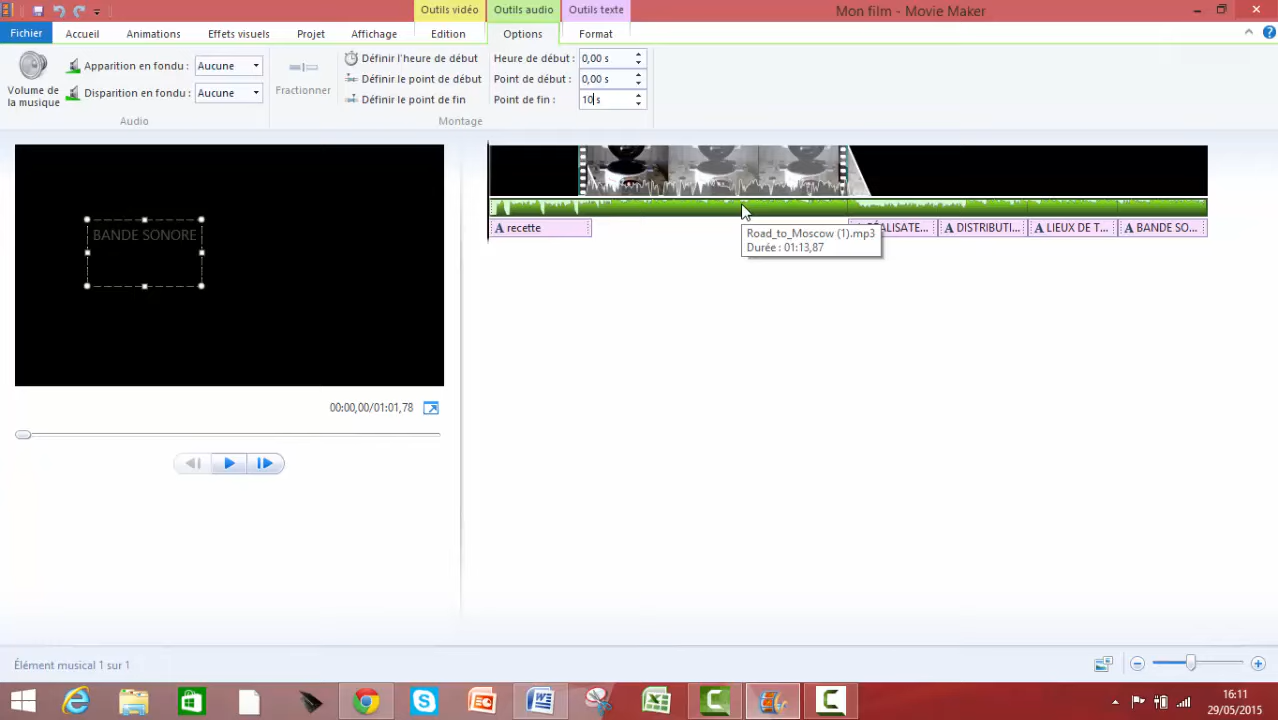 Outils vidéo
Outils audio
Outils texte
Mon film - Movie Maker
Fichier
Accueil
Animations
Effets visuels
Projet
Affichage
Edition
Options
Format
Volume de la musique
Apparition en fondu :
Aucune
Disparition en fondu :
Aucune
Audio
Fractionner
Définir l'heure de début
Définir le point de début
Définir le point de fin
Heure de début :
0,00 s
Point de début :
0,00 s
Point de fin :
10 s
Montage
BANDE SONORE
A recette
ALISATE...
A DISTRIBUTI...
A LIEUX DE T...
A BANDE SO...
Road_to_Moscow (1).mp3
Durée : 01:13,87
00:00,00/01:01,78
Élément musical 1 sur 1
16:11
29/05/2015